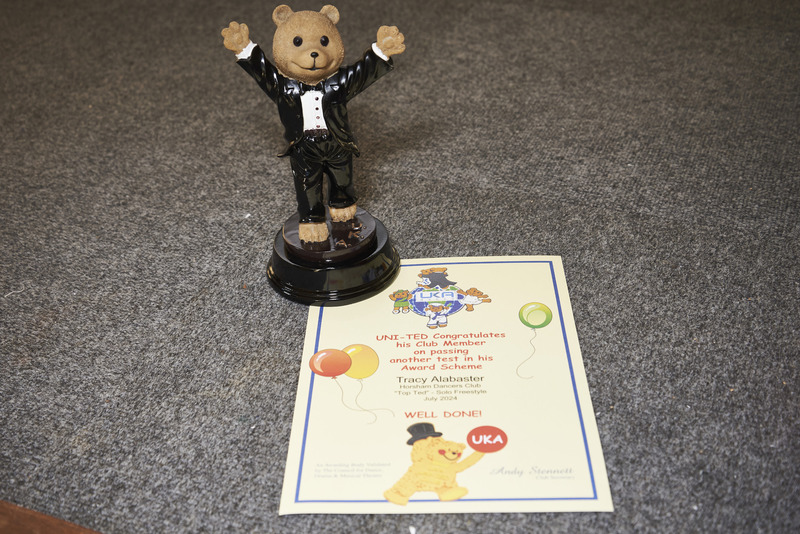 UKA
UNI-TED Congratulates
his Club Member
on passing
another test in his
Award Scheme
Tracy Alabaster
Horsham Dancers Club
"Top Ted" - Solo Freestyle
July 2024
WELL DONE!
UKA
Andy Stennett